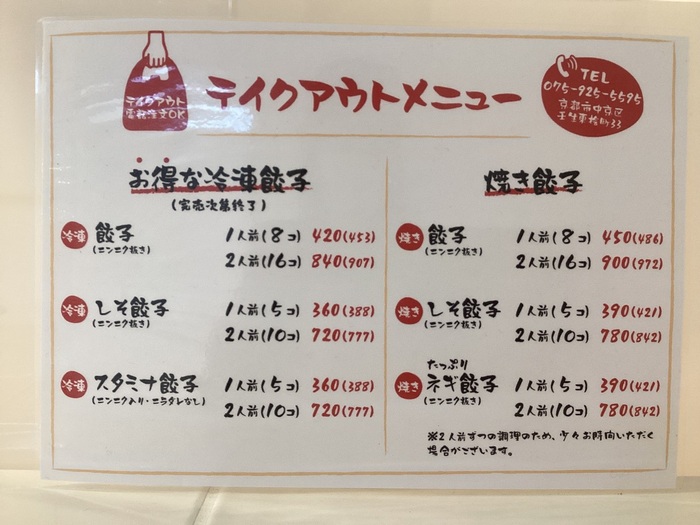 テイクアウト
電話注文OK
テイクアウトメニュー
TEL
075-925-5595
京都市中京区
壬生東桧町33
お得な冷凍餃子
(完売次第終了)
冷凍 餃子 1人前(8コ) 420(453)
(ニンニク抜き)
2人前(16コ) 840(907)
冷凍 しそ餃子 1人前(5コ) 360(388)
(ニンニク抜き)
2人前(10コ) 720(777)
冷凍 スタミナ餃子 1人前(5コ) 360(388)
(ニンニク入り・ニラダレなし)
2人前(10コ) 720(777)
焼き餃子
焼き 餃子 1人前(8コ) 450(486)
(ニンニク抜き)
2人前(16コ) 900(972)
焼き しそ餃子 1人前(5コ) 390(421)
(ニンニク抜き)
2人前(10コ) 780(842)
たっぷり
焼き ネギ餃子 1人前(5コ) 390(421)
(ニンニク抜き)
2人前(10コ) 780(842)
※2人前ずつの調理のため、少々お時間いただく
場合がございます。